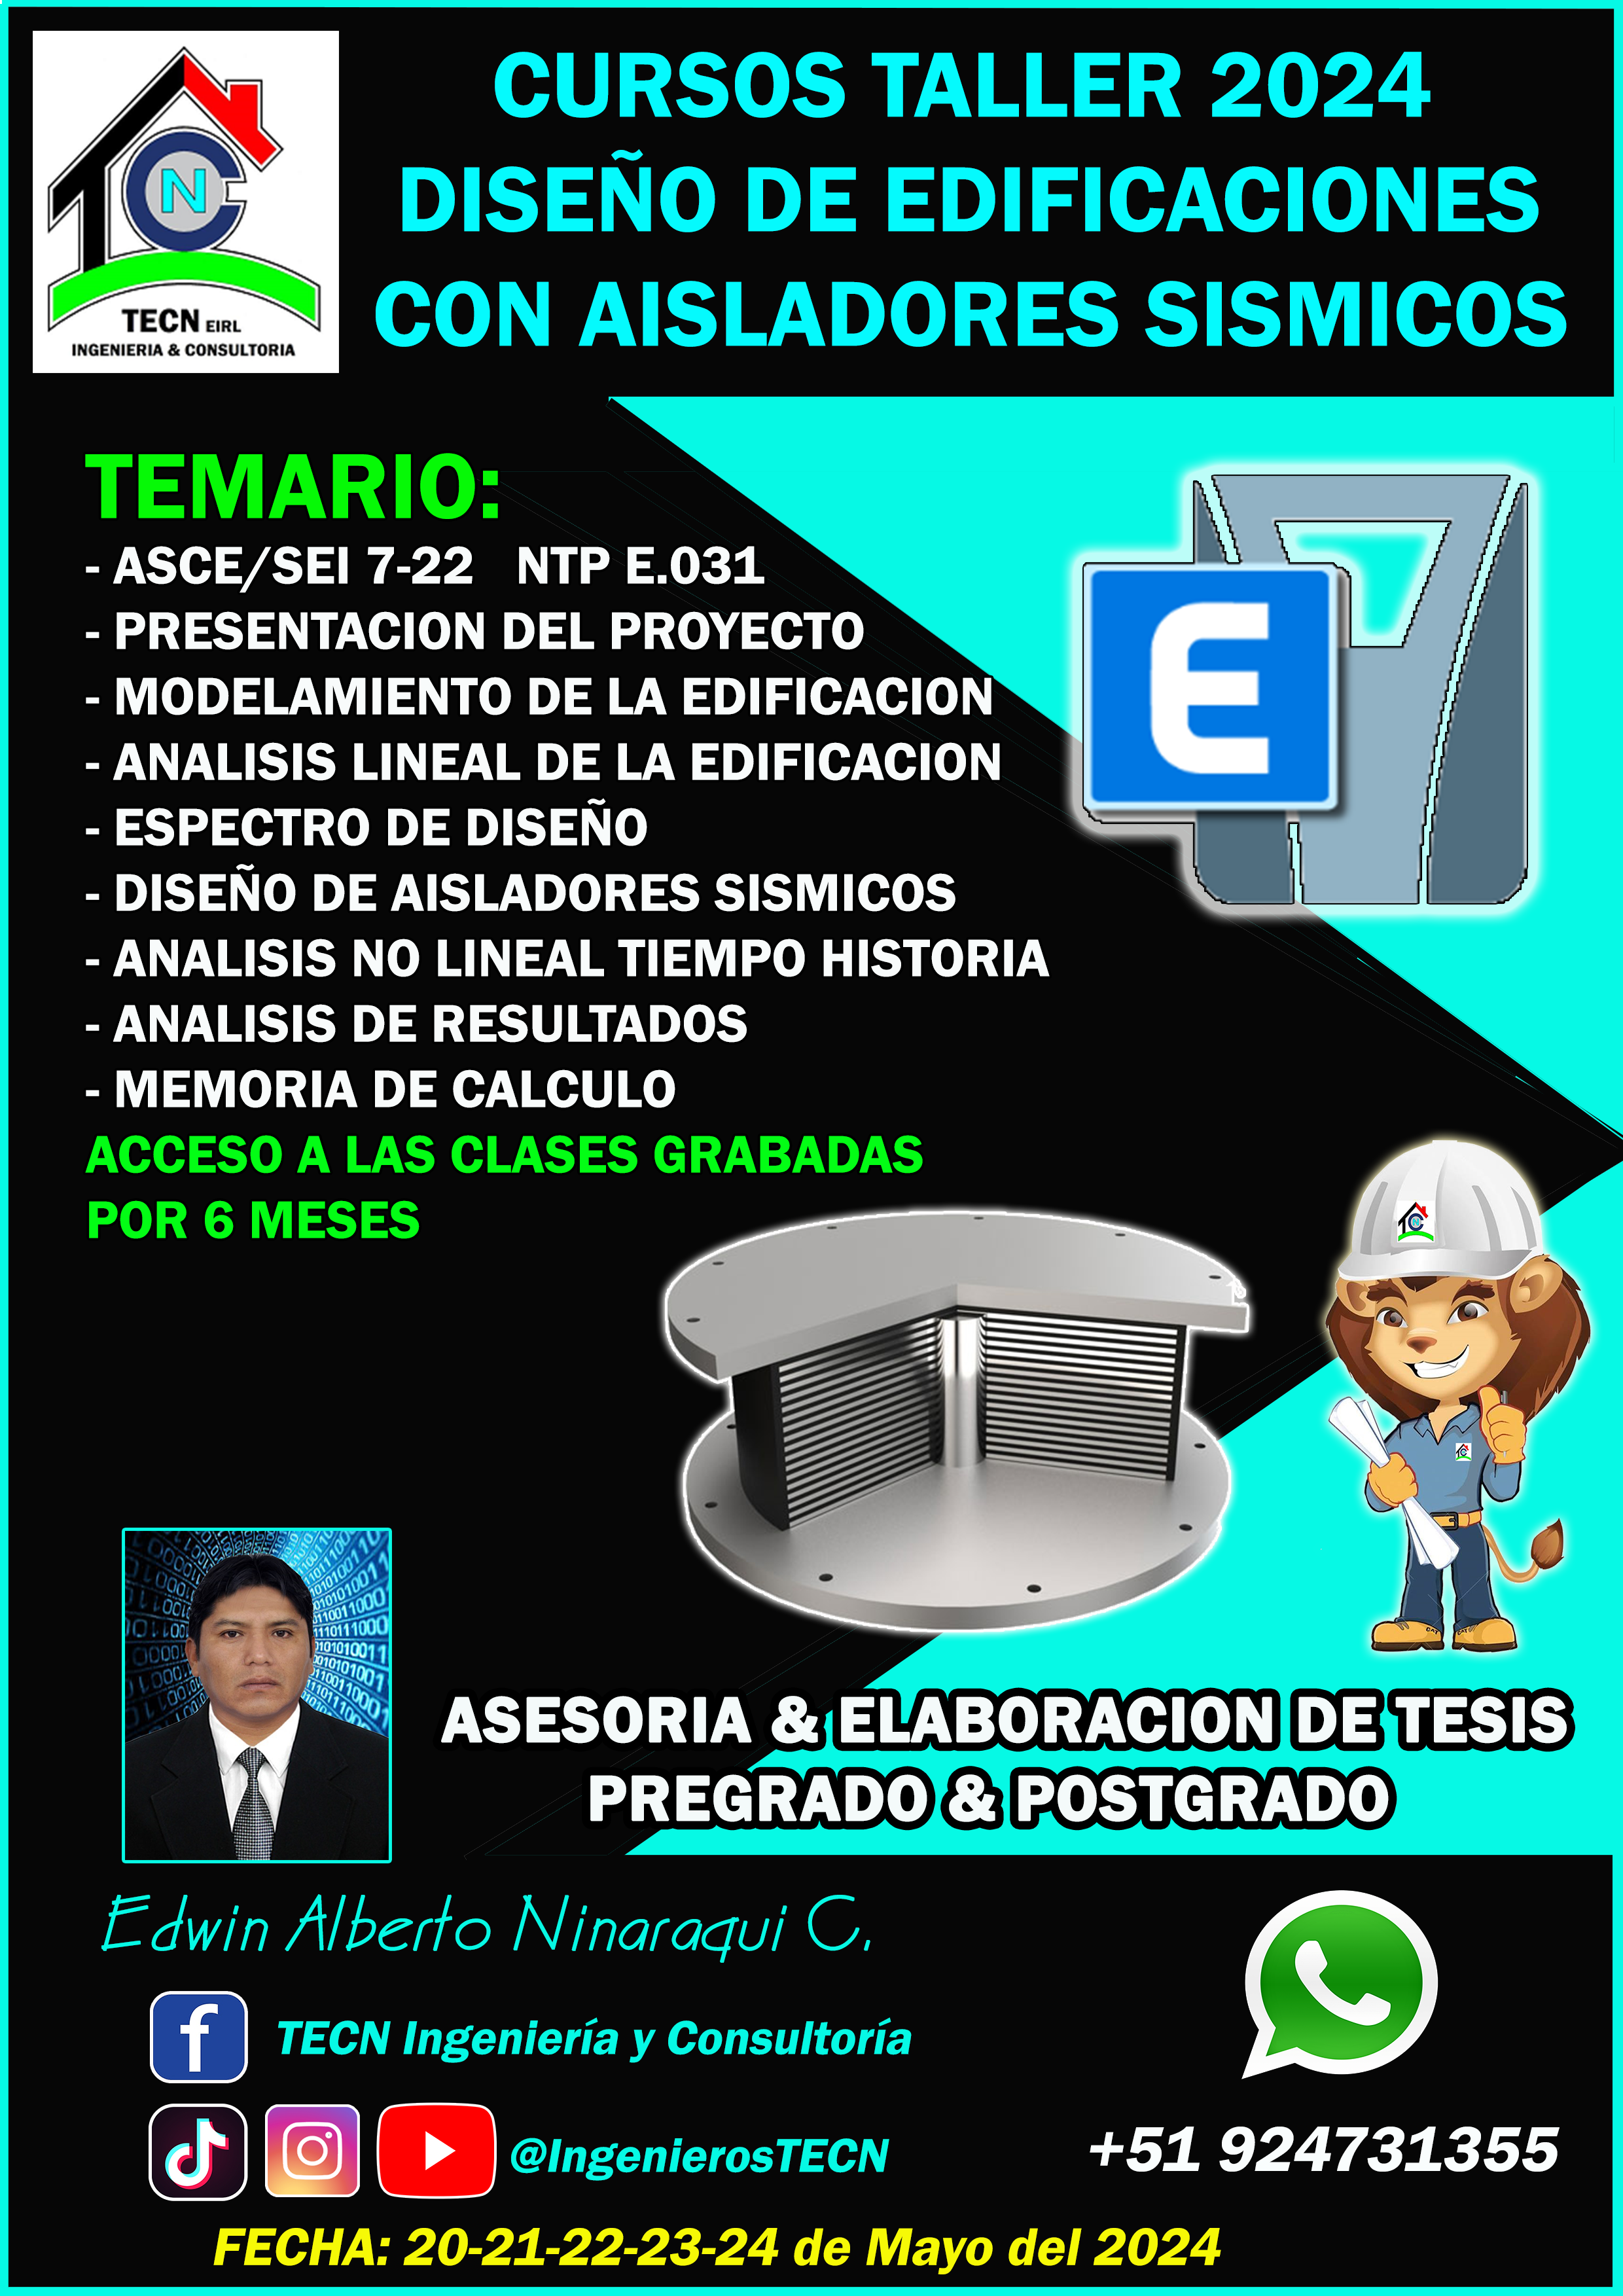 CURSOS TALLER 2024
DISEÑO DE EDIFICACIONES
CON AISLADORES SISMICOS
TCN
TECN EIRL
INGENIERIA & CONSULTORIA
TEMARIO:
- ASCE/SEI 7-22 NTP E.031
- PRESENTACION DEL PROYECTO
- MODELAMIENTO DE LA EDIFICACION
- ANALISIS LINEAL DE LA EDIFICACION
- ESPECTRO DE DISEÑO
- DISEÑO DE AISLADORES SISMICOS
- ANALISIS NO LINEAL TIEMPO HISTORIA
- ANALISIS DE RESULTADOS
- MEMORIA DE CALCULO
ACCESO A LAS CLASES GRABADAS
POR 6 MESES
E
ASESORIA & ELABORACION DE TESIS
PREGRADO & POSTGRADO
Edwin Alberto Ninaraqui C.
TECN Ingeniería y Consultoría
@IngenierosTECN
+51 924731355
FECHA: 20-21-22-23-24 de Mayo del 2024